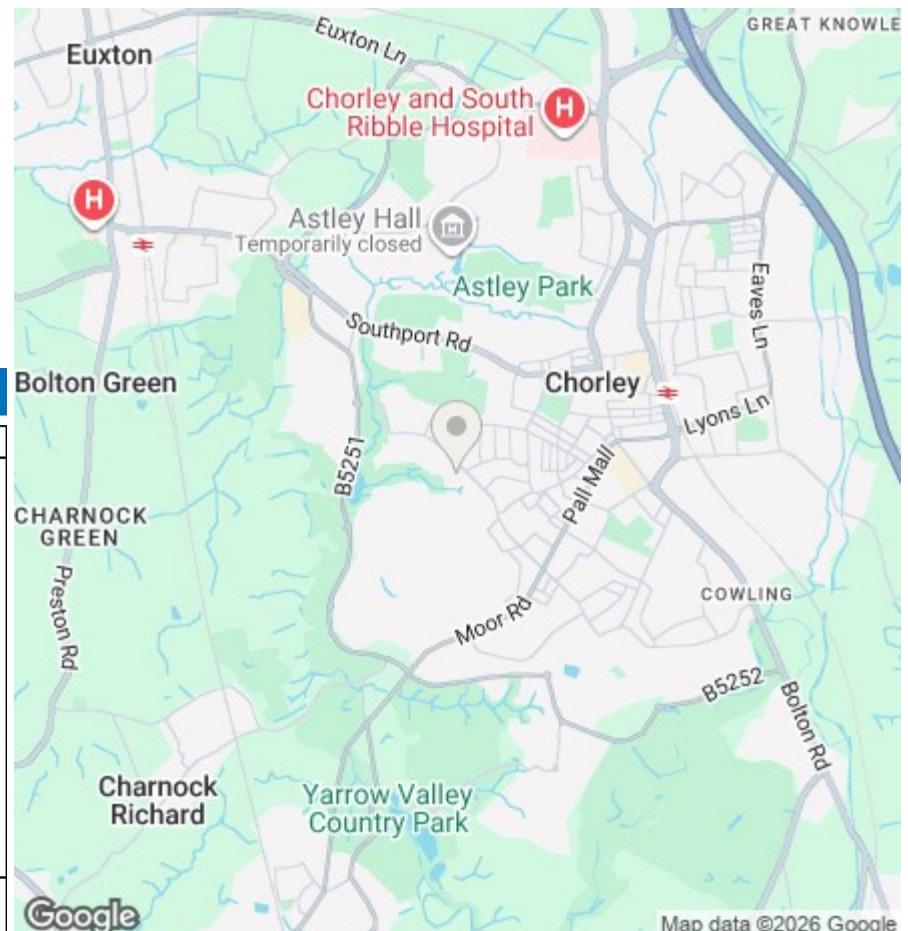 GREAT KNOWLE
Euxton
Euxton Ln
Chorley and South
Ribble Hospital
H
H
Astley Hall
Temporarily closed
Astley Park
Eaves Ln
Southport Rd
Bolton Green
Chorley
Lyons Ln
B5251
Pall Mall
CHARNOCK
GREEN
Preston Rd
COWLING
Moor Rd
B5252
Bolton Rd
Charnock
Richard
Yarrow Valley
Country Park
Google
Map data ©2026 Google